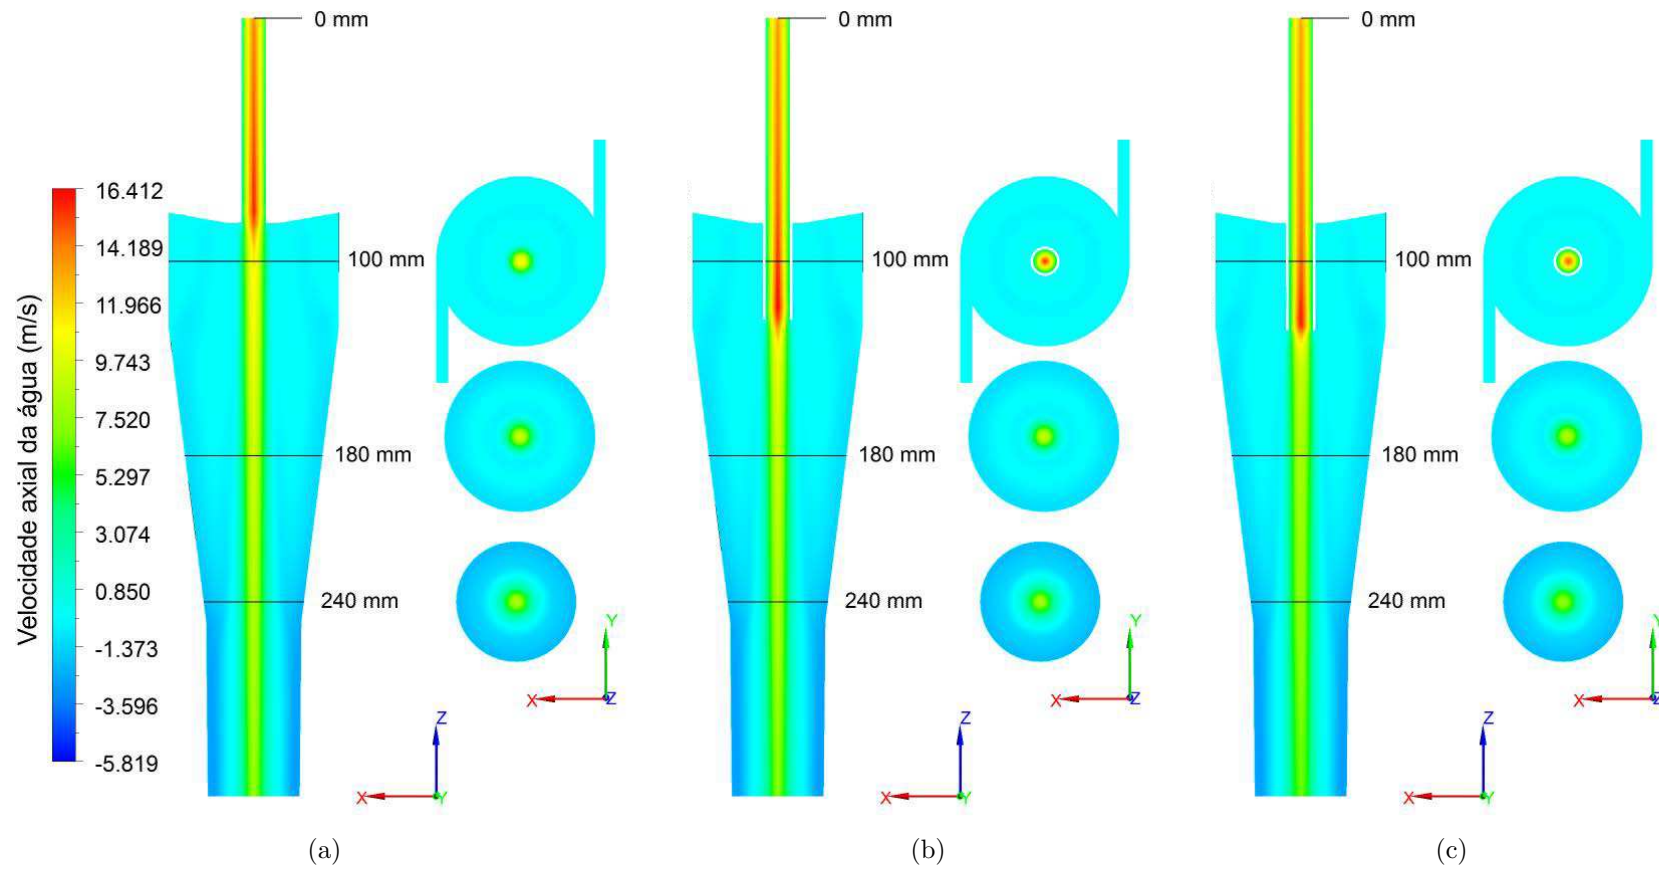 0 mm
0 mm
0 mm
Velocidade axial da água (m/s)
16.412
14.189
11.966
9.743
7.520
5.297
3.074
0.850
-1.373
-3.596
-5.819
100 mm
100 mm
100 mm
180 mm
180 mm
180 mm
240 mm
240 mm
240 mm
Y
X
Z
Z
X
Y
Y
X
Z
Z
X
Y
Y
X
Z
Z
X
Y
(a)
(b)
(c)